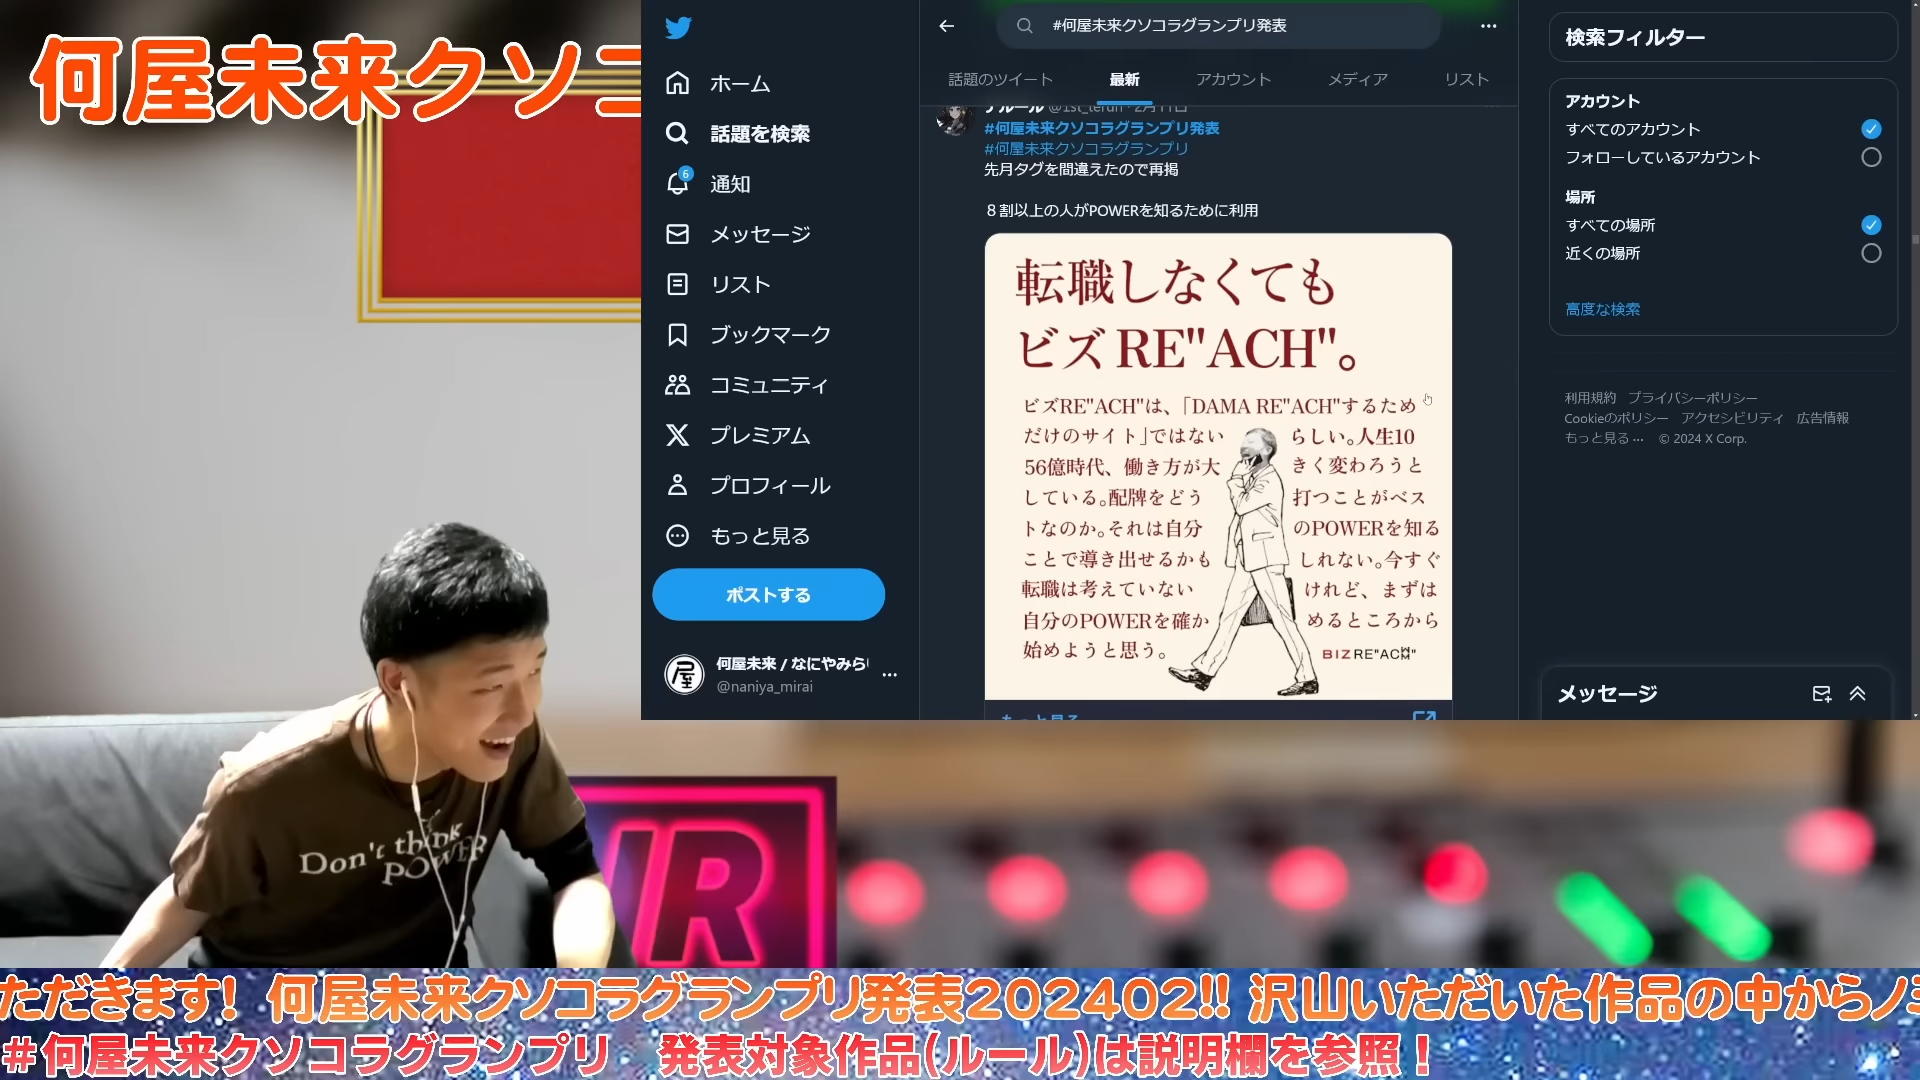 何屋未来クソニ
ホーム
話題を検索
6
通知
メッセージ
リスト
ブックマーク
コミュニティ
プレミアム
プロフィール
もっと見る
ポストする
屋
何屋未来 / なにやみら
@naniya_mirai
#何屋未来クソコラグランプリ発表
話題のツイート
最新
アカウント
メディア
リスト
#何屋未来クソコラグランプリ発表
#何屋未来クソコラグランプリ
先月タグを間違えたので再掲
８割以上の人がPOWERを知るために利用
転職しなくても
ビズRE"ACH"。
ビズRE"ACH"は、「DAMA RE"ACH"するため
だけのサイト」ではない らしい。人生10
56億時代、働き方が大 きく変わろうと
している。配牌をどう 打つことがベス
トなのか。それは自分 のPOWERを知る
ことで導き出せるかも しれない。今すぐ
転職は考えていない けれど、まずは
自分のPOWERを確か めるところから
始めようと思う。
BIZRE"ACH"
もっと見る
検索フィルター
アカウント
すべてのアカウント
フォローしているアカウント
場所
すべての場所
近くの場所
高度な検索
利用規約 プライバシーポリシー
Cookieのポリシー アクセシビリティ 広告情報
もっと見る… © 2024 X Corp.
メッセージ
Don't think
POWER
R
ただきます！何屋未来クソコラグランプリ発表202402!! 沢山いただいた作品の中からノミ
#何屋未来クソコラグランプリ 発表対象作品(ルール)は説明欄を参照！